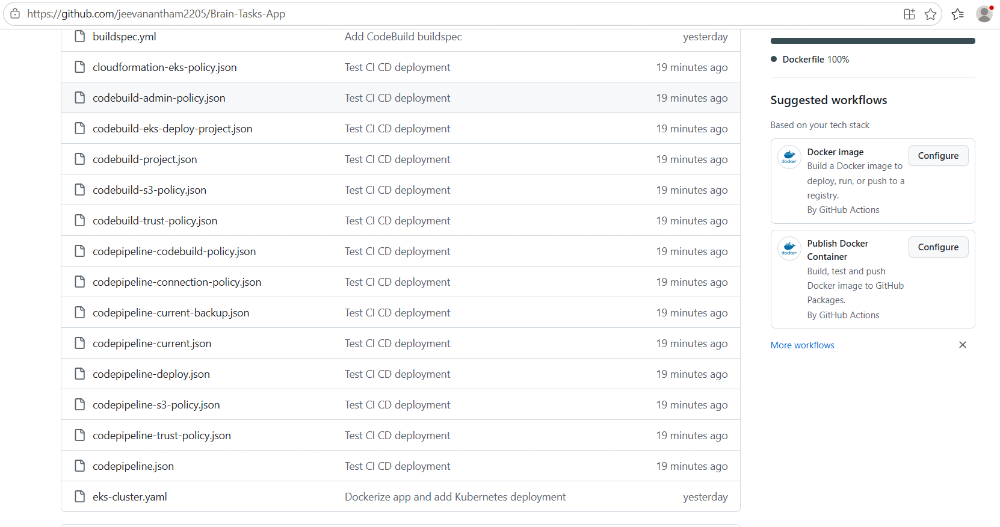 https://github.com/jeevanantham2205/Brain-Tasks-App
buildspec.yml Add CodeBuild buildspec yesterday
cloudformation-eks-policy.json Test CI CD deployment 19 minutes ago
codebuild-admin-policy.json Test CI CD deployment 19 minutes ago
codebuild-eks-deploy-project.json Test CI CD deployment 19 minutes ago
codebuild-project.json Test CI CD deployment 19 minutes ago
codebuild-s3-policy.json Test CI CD deployment 19 minutes ago
codebuild-trust-policy.json Test CI CD deployment 19 minutes ago
codepipeline-codebuild-policy.json Test CI CD deployment 19 minutes ago
codepipeline-connection-policy.json Test CI CD deployment 19 minutes ago
codepipeline-current-backup.json Test CI CD deployment 19 minutes ago
codepipeline-current.json Test CI CD deployment 19 minutes ago
codepipeline-deploy.json Test CI CD deployment 19 minutes ago
codepipeline-s3-policy.json Test CI CD deployment 19 minutes ago
codepipeline-trust-policy.json Test CI CD deployment 19 minutes ago
codepipeline.json Test CI CD deployment 19 minutes ago
eks-cluster.yaml Dockerize app and add Kubernetes deployment yesterday
Dockerfile 100%
Suggested workflows
Based on your tech stack
docker
Docker image
Configure
Build a Docker image to
deploy, run, or push to a
registry.
By GitHub Actions
docker
Publish Docker
Container
Configure
Build, test and push
Docker image to GitHub
Packages.
By GitHub Actions
More workflows